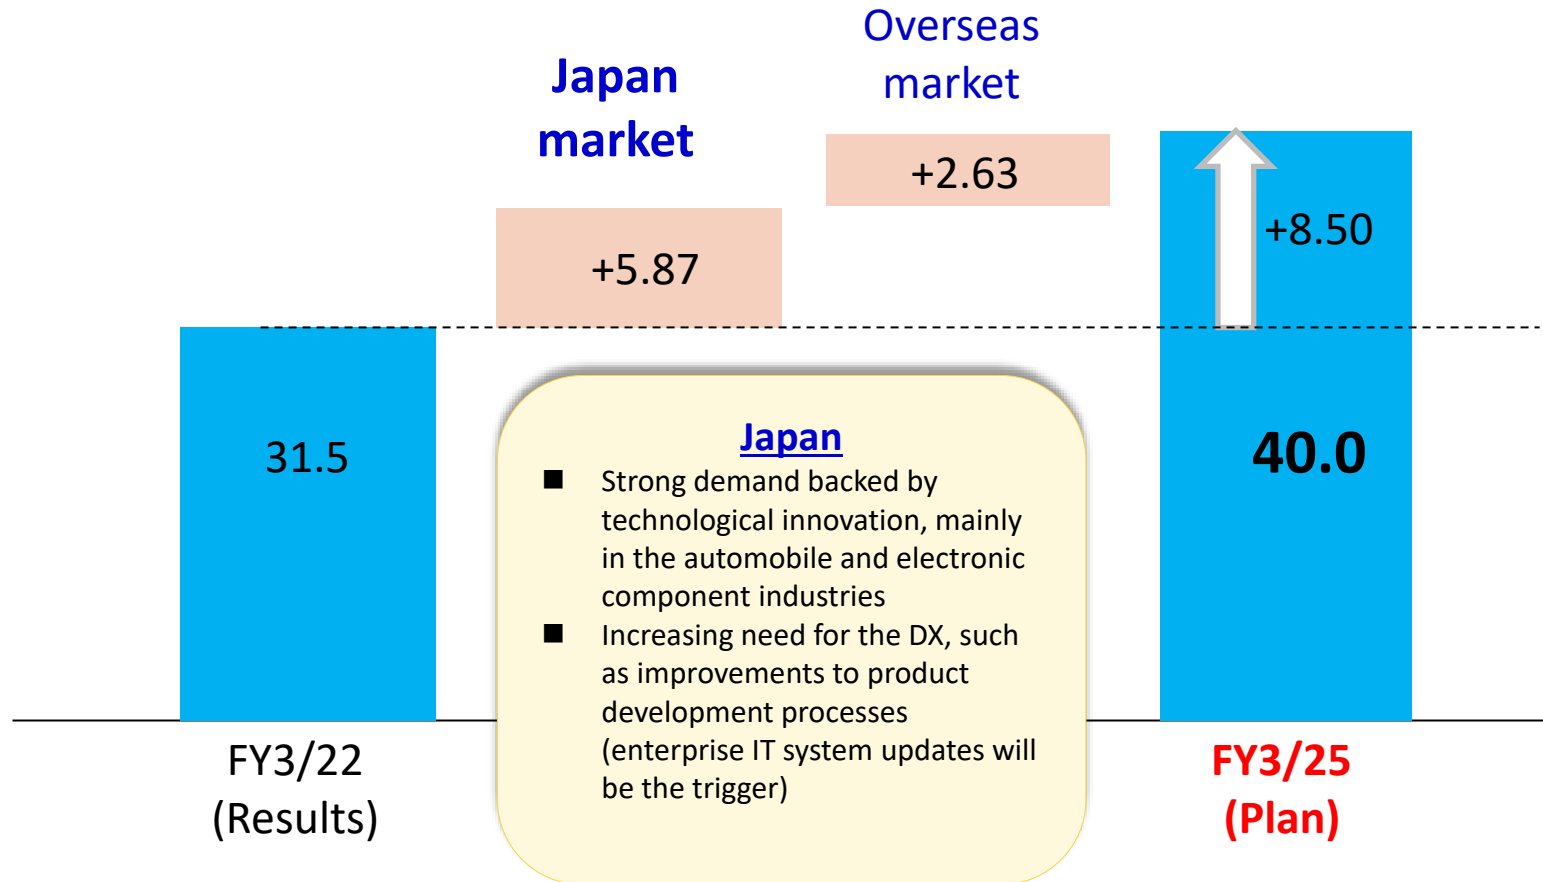 Japan
market
Overseas
market
+5.87
+2.63
+8.50
31.5
40.0
Japan
■ Strong demand backed by
technological innovation, mainly
in the automobile and electronic
component industries
■ Increasing need for the DX, such
as improvements to product
development processes
(enterprise IT system updates will
be the trigger)
FY3/22
(Results)
FY3/25
(Plan)